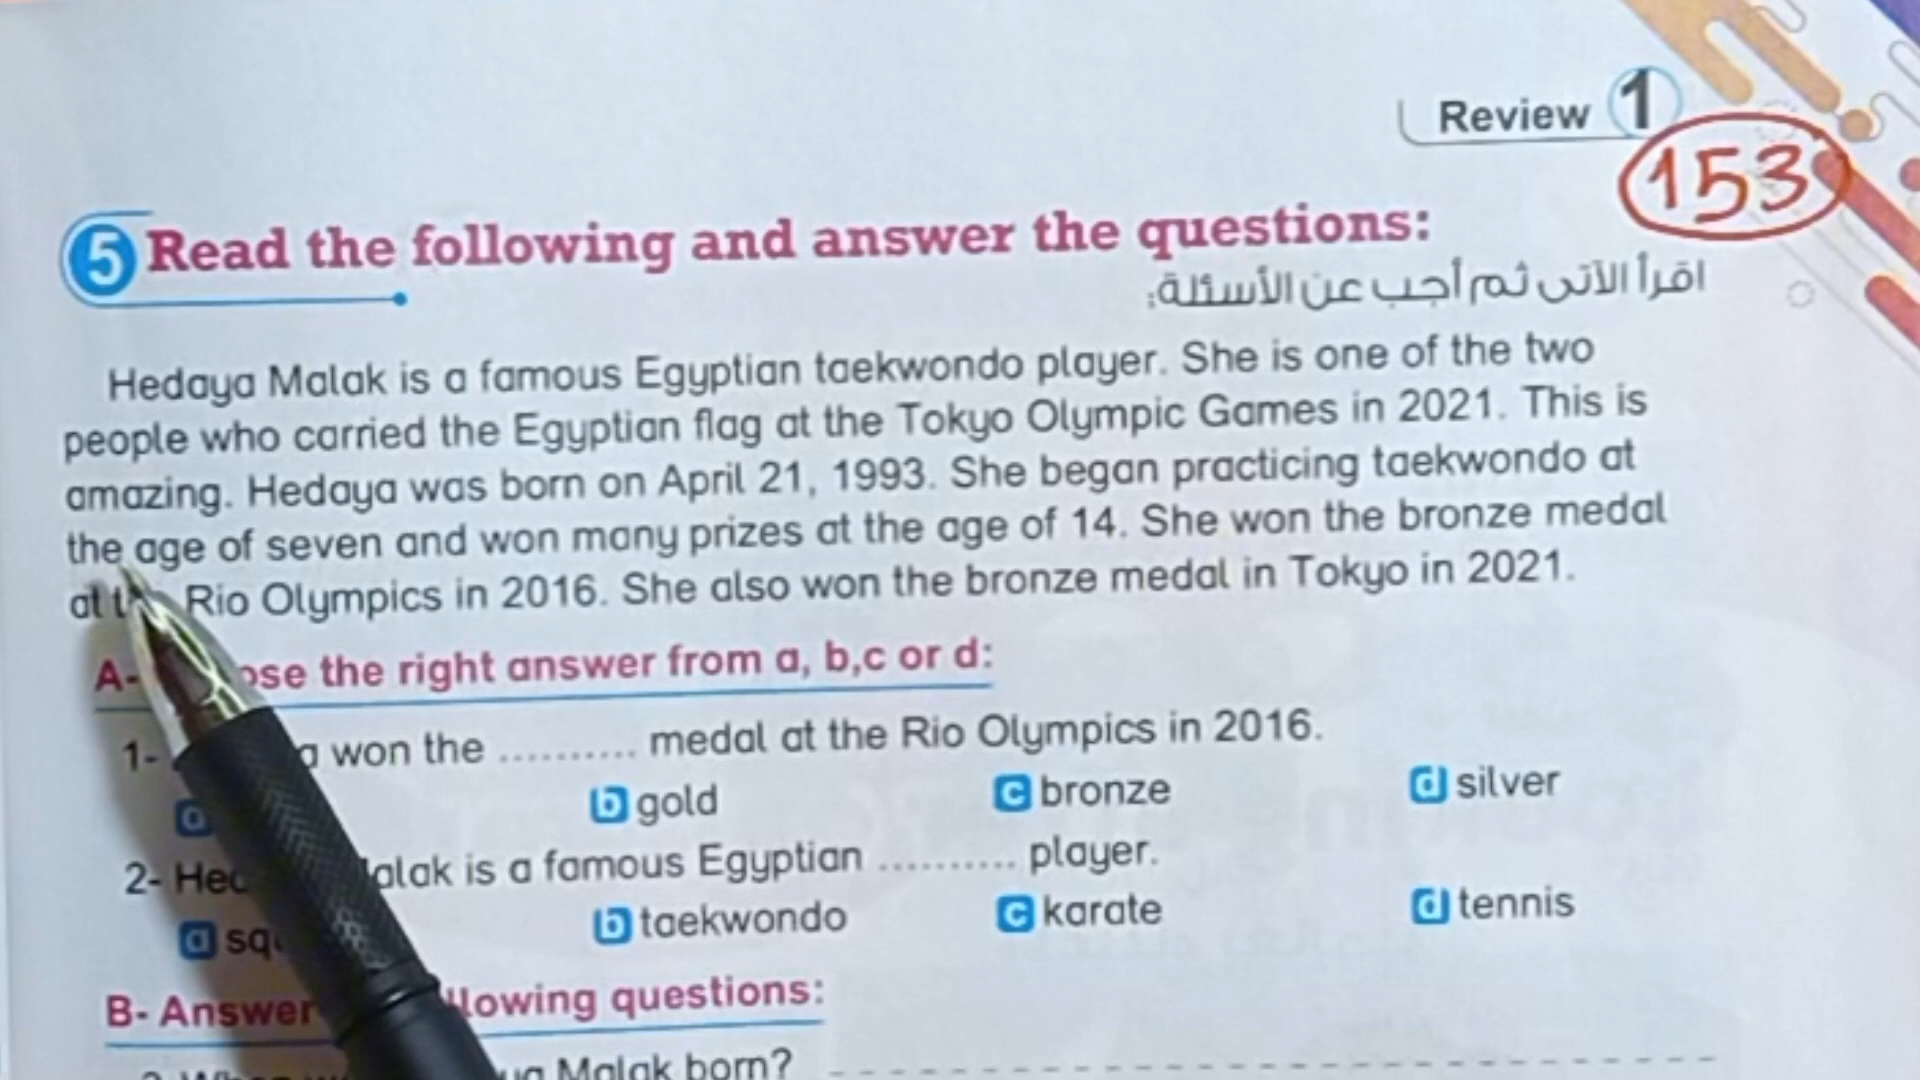 Review 1
153
5 Read the following and answer the questions:
اقرأ الآتى ثم أجب عن الأسئلة:
Hedaya Malak is a famous Egyptian taekwondo player. She is one of the two
people who carried the Egyptian flag at the Tokyo Olympic Games in 2021. This is
amazing. Hedaya was born on April 21, 1993. She began practicing taekwondo at
the age of seven and won many prizes at the age of 14. She won the bronze medal
at Rio Olympics in 2016. She also won the bronze medal in Tokyo in 2021.
A- the right answer from a, b,c or d:
1- won the .......... medal at the Rio Olympics in 2016.
a b gold c bronze d silver
2- is a famous Egyptian .......... player.
a b taekwondo c karate d tennis
B- Answer questions:
Malak born?